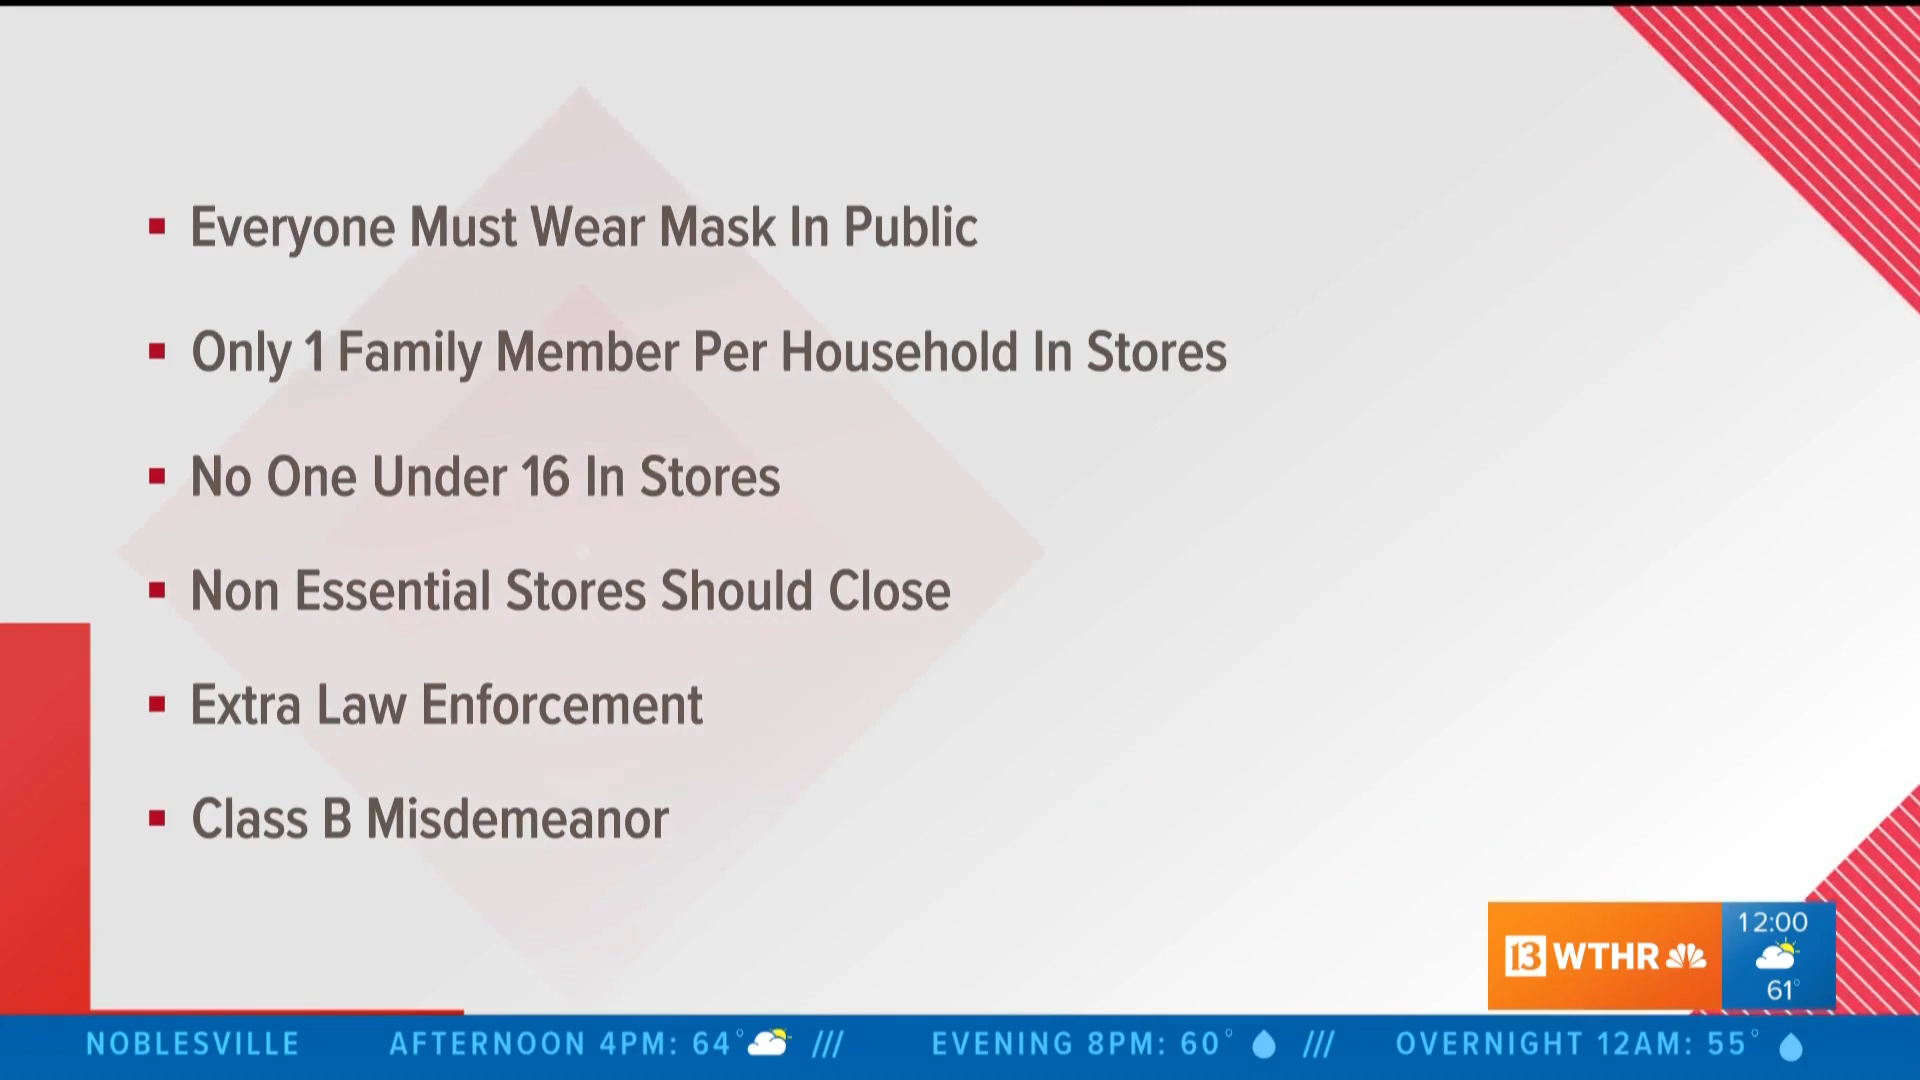 Everyone Must Wear Mask In Public
Only 1 Family Member Per Household In Stores
No One Under 16 In Stores
Non Essential Stores Should Close
Extra Law Enforcement
Class B Misdemeanor
13 WTHR
12:00
61°
NOBLESVILLE AFTERNOON 4PM: 64° /// EVENING 8PM: 60° /// OVERNIGHT 12AM: 55°